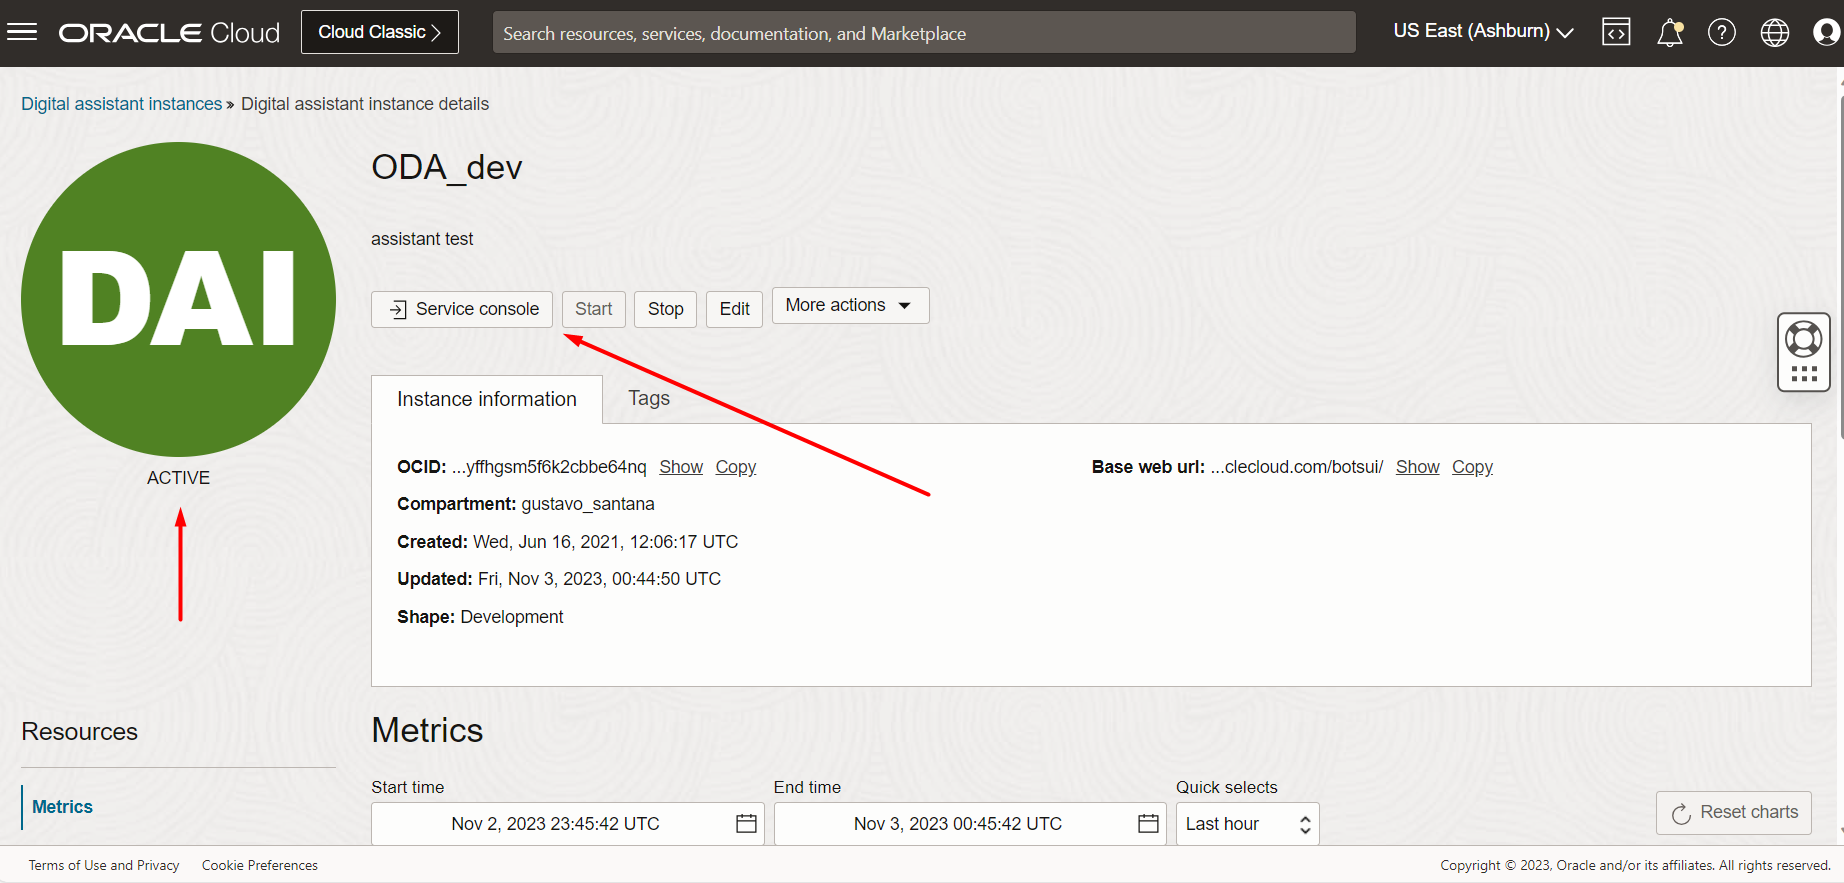 ORACLE Cloud
Cloud Classic
Search resources, services, documentation, and Marketplace
US East (Ashburn)
Digital assistant instances » Digital assistant instance details
DAI
ACTIVE
ODA_dev
assistant test
Service console
Start
Stop
Edit
More actions
Instance information
Tags
OCID: ...yffhgsm5f6k2cbbe64nq Show Copy
Base web url: ...clecloud.com/botsui/ Show Copy
Compartment: gustavo_santana
Created: Wed, Jun 16, 2021, 12:06:17 UTC
Updated: Fri, Nov 3, 2023, 00:44:50 UTC
Shape: Development
Resources
Metrics
Metrics
Start time
Nov 2, 2023 23:45:42 UTC
End time
Nov 3, 2023 00:45:42 UTC
Quick selects
Last hour
Reset charts
Terms of Use and Privacy
Cookie Preferences
Copyright © 2023, Oracle and/or its affiliates. All rights reserved.